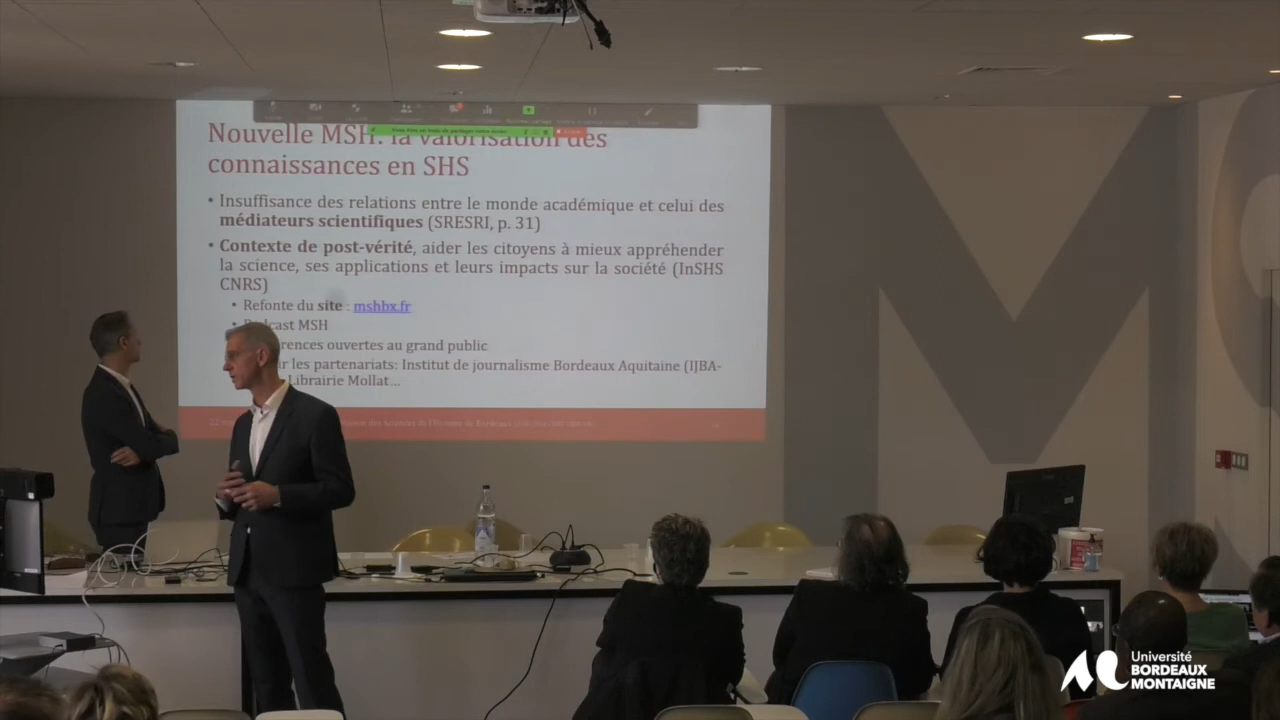 Nouvelle MSH: la valorisation des
connaissances en SHS
• Insuffisance des relations entre le monde académique et celui des
médiateurs scientifiques (SRESRI, p. 31)
• Contexte de post-vérité, aider les citoyens à mieux appréhender
la science, ses applications et leurs impacts sur la société (InSHS
CNRS)
• Refonte du site : mshbx.fr
• Podcast MSH
rences ouvertes au grand public
les partenariats: Institut de journalisme Bordeaux Aquitaine (IJBA-
Librairie Mollat...
Université
BORDEAUX
MONTAIGNE